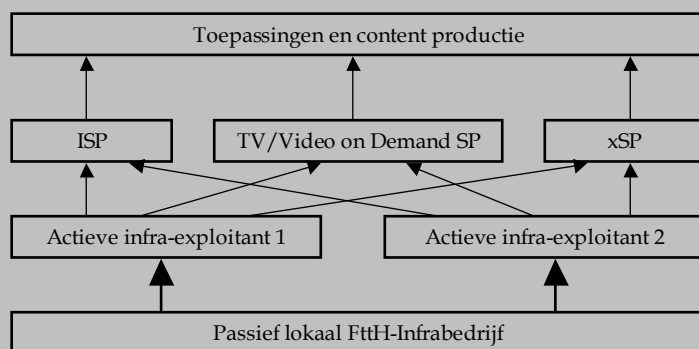 Toepassingen en content productie
ISP
TV/Video on Demand SP
xSP
Actieve infra-exploitant 1
Actieve infra-exploitant 2
Passief lokaal FttH-Infrabedrijf